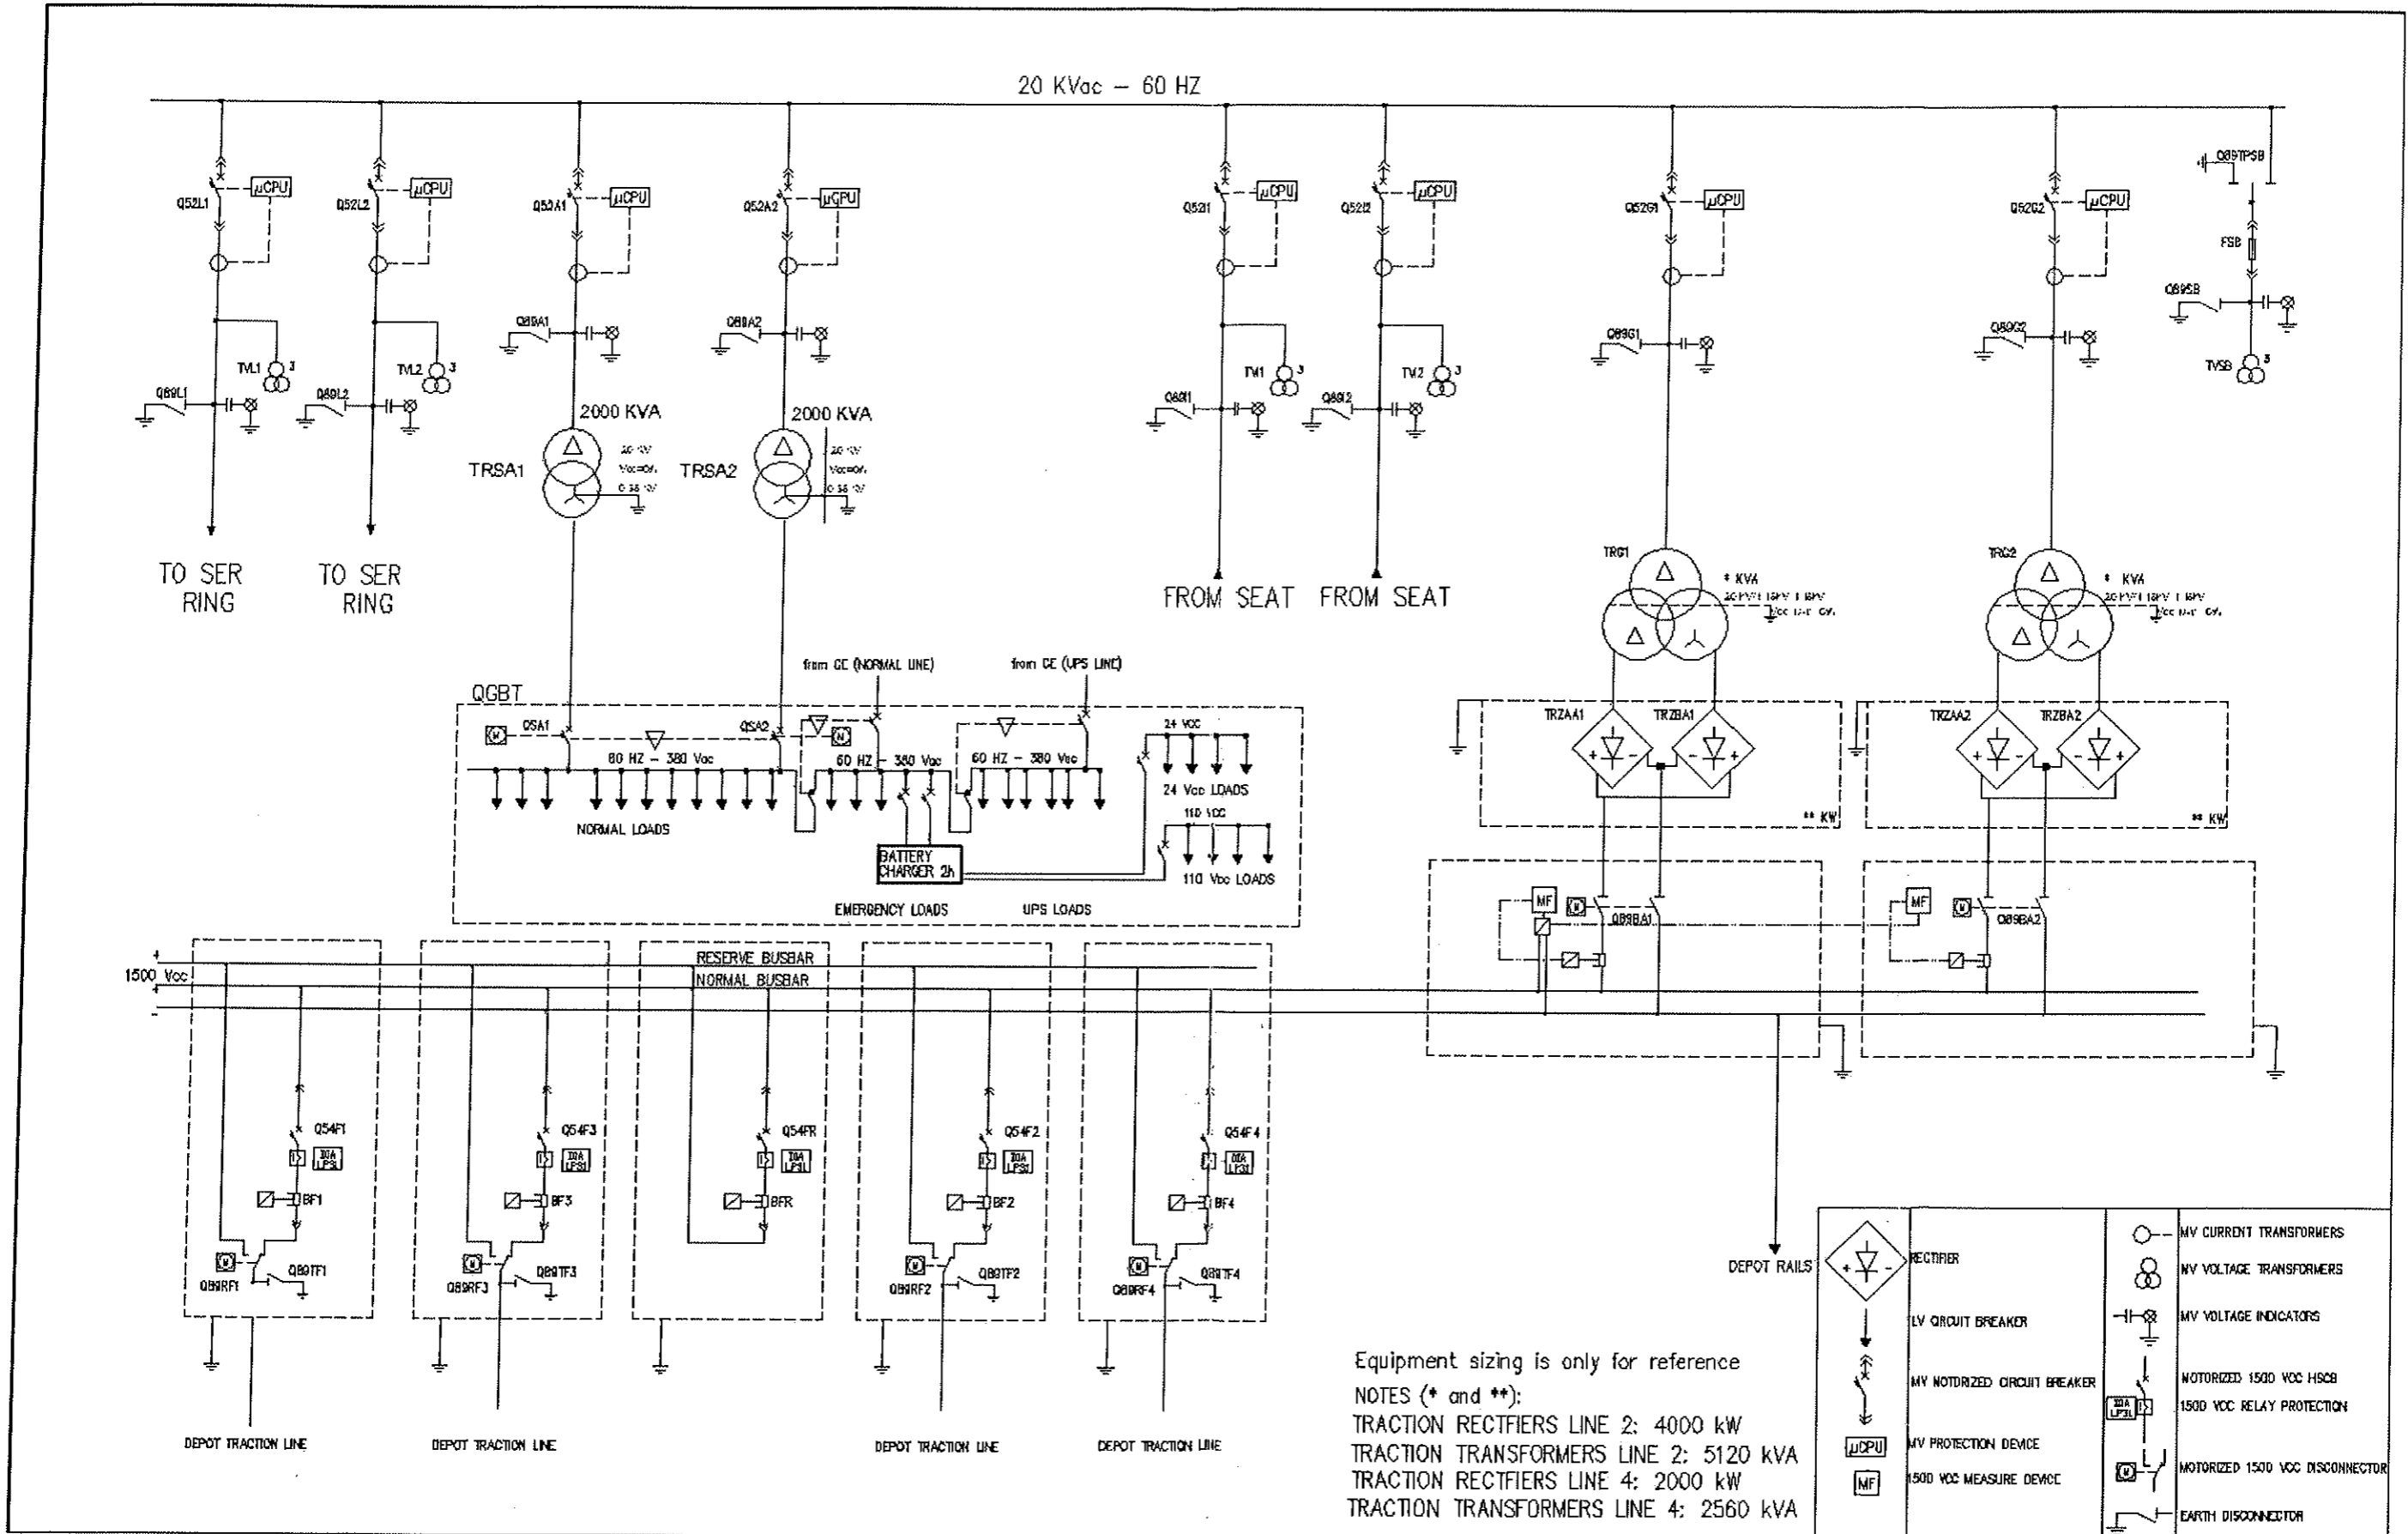 20 KVac – 60 HZ
Q52L1
µCPU
Q52L2
µCPU
Q52A1
µCPU
Q52A2
µCPU
Q52I1
µCPU
Q52I2
µCPU
Q52G1
µCPU
Q52G2
µCPU
Q89TPSB
FSB
Q89SB
TVSB 3
TVL1 3
Q89L1
TVL2 3
Q89L2
Q89A1
Q89A2
TVI1 3
Q89I1
TVI2 3
Q89I2
Q89G1
Q89G2
2000 KVA
TRSA1
2000 KVA
TRSA2
TO SER
RING
TO SER
RING
FROM SEAT
FROM SEAT
TRG1
* KVA
TRG2
* KVA
from GE (NORMAL LINE)
from GE (UPS LINE)
QGBT
M
QSA1
QSA2
60 HZ – 380 Vac
60 HZ – 380 Vac
60 HZ – 380 Vac
NORMAL LOADS
BATTERY
CHARGER 2h
24 VCC
24 Vcc LOADS
110 VCC
110 Vcc LOADS
EMERGENCY LOADS
UPS LOADS
TRZAA1
TRZBA1
** KW
TRZAA2
TRZBA2
** KW
MF
M
Q89BA1
MF
M
Q89BA2
RESERVE BUSBAR
1500 Vcc
NORMAL BUSBAR
Q54F1
BF1
M
Q89RF1
Q89TF1
Q54F3
BF3
M
Q89RF3
Q89TF3
Q54FR
BFR
Q54F2
BF2
M
Q89RF2
Q89TF2
Q54F4
BF4
M
Q89RF4
Q89TF4
DEPOT TRACTION LINE
DEPOT TRACTION LINE
DEPOT TRACTION LINE
DEPOT TRACTION LINE
DEPOT RAILS
Equipment sizing is only for reference
NOTES (* and **):
TRACTION RECTFIERS LINE 2: 4000 kW
TRACTION TRANSFORMERS LINE 2: 5120 kVA
TRACTION RECTFIERS LINE 4: 2000 kW
TRACTION TRANSFORMERS LINE 4: 2560 kVA
RECTIFIER
LV CIRCUIT BREAKER
MV MOTORIZED CIRCUIT BREAKER
µCPU
MV PROTECTION DEVICE
MF
1500 VCC MEASURE DEVICE
MV CURRENT TRANSFORMERS
MV VOLTAGE TRANSFORMERS
MV VOLTAGE INDICATORS
MOTORIZED 1500 VCC HSCB
1500 VCC RELAY PROTECTION
M
MOTORIZED 1500 VCC DISCONNECTOR
EARTH DISCONNECTOR